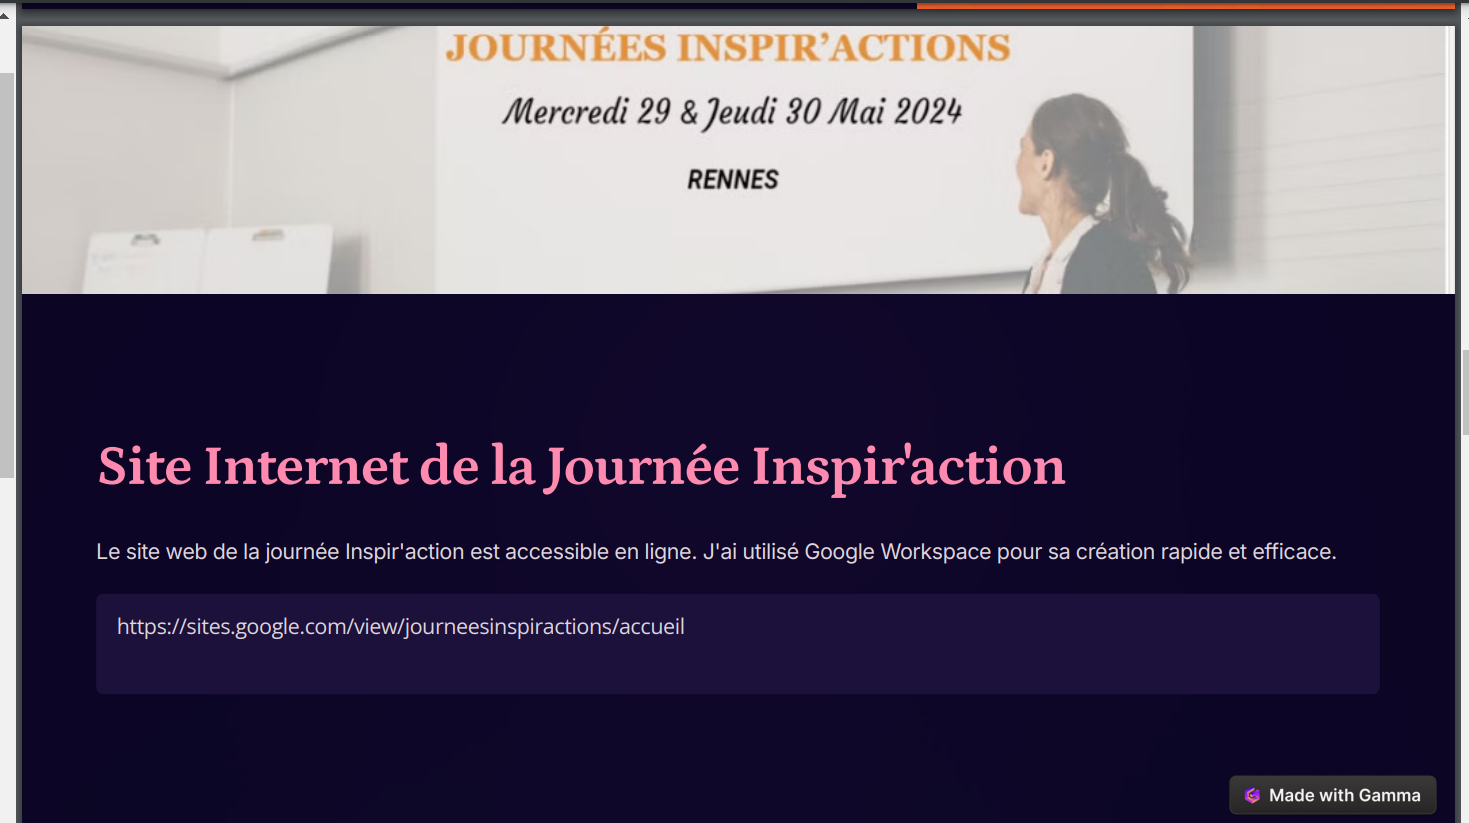 JOURNÉES INSPIR’ACTIONS
Mercredi 29 & Jeudi 30 Mai 2024
RENNES
Site Internet de la Journée Inspir'action
Le site web de la journée Inspir'action est accessible en ligne. J'ai utilisé Google Workspace pour sa création rapide et efficace.
https://sites.google.com/view/journeesinspiractions/accueil
Made with Gamma